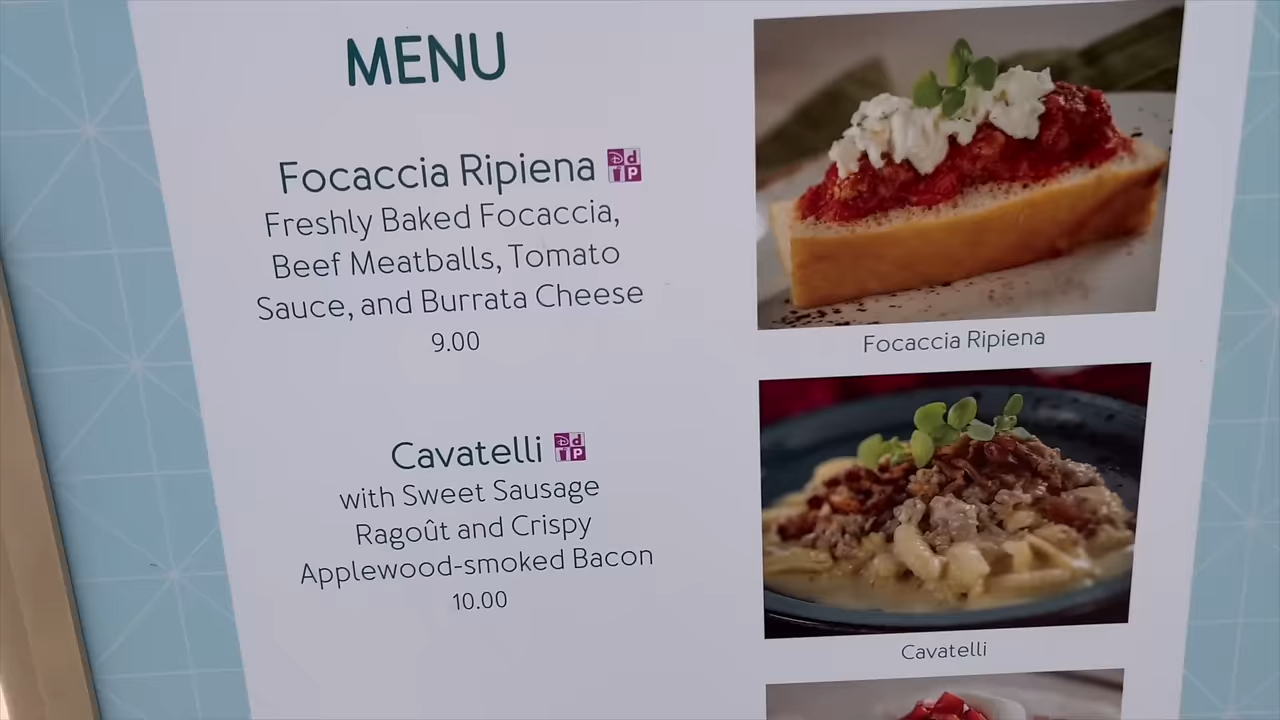 MENU
Focaccia Ripiena
Freshly Baked Focaccia,
Beef Meatballs, Tomato
Sauce, and Burrata Cheese
9.00
Cavatelli
with Sweet Sausage
Ragoût and Crispy
Applewood-smoked Bacon
10.00
Focaccia Ripiena
Cavatelli